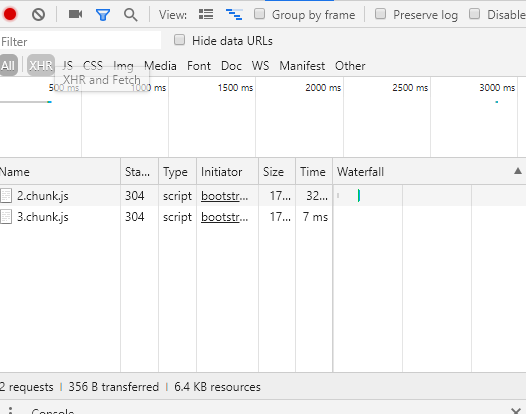 View: Group by frame Preserve log Disable
Filter Hide data URLs
All XHR JS CSS Img Media Font Doc WS Manifest Other
XHR and Fetch
500 ms 1000 ms 1500 ms 2000 ms 2500 ms 3000 ms
Name Sta... Type Initiator Size Time Waterfall
2.chunk.js 304 script bootstr... 17... 32...
3.chunk.js 304 script bootstr... 17... 7 ms
2 requests 356 B transferred 6.4 KB resources
Console